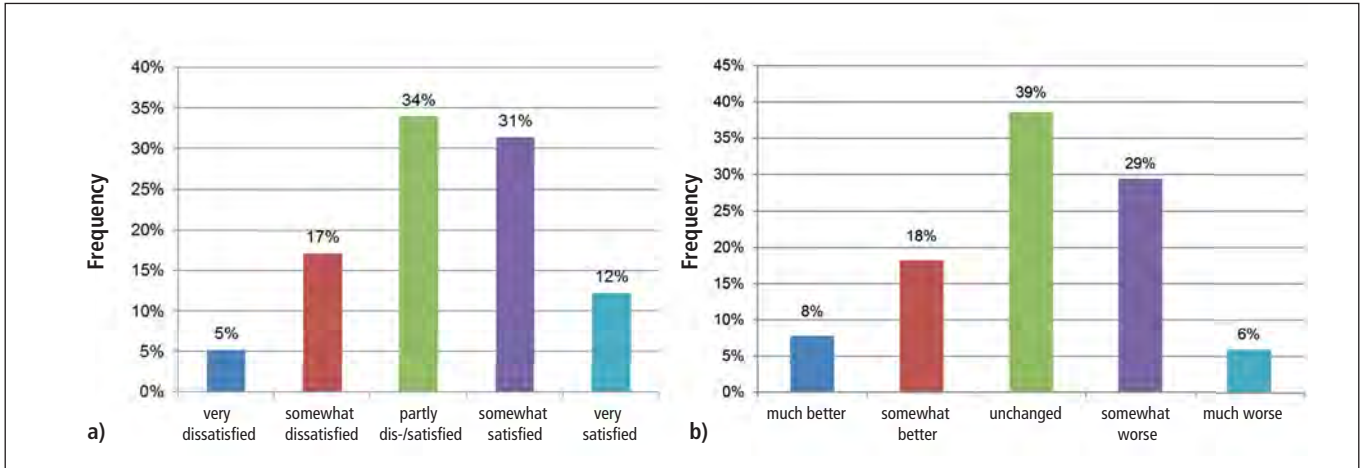 40%
35%
30%
25%
20%
15%
10%
5%
0%
Frequency
5%
17%
34%
31%
12%
very
dissatisfied
somewhat
dissatisfied
partly
dis-/satisfied
somewhat
satisfied
very
satisfied
a)
45%
40%
35%
30%
25%
20%
15%
10%
5%
0%
Frequency
8%
18%
39%
29%
6%
much better
somewhat
better
unchanged
somewhat
worse
much worse
b)